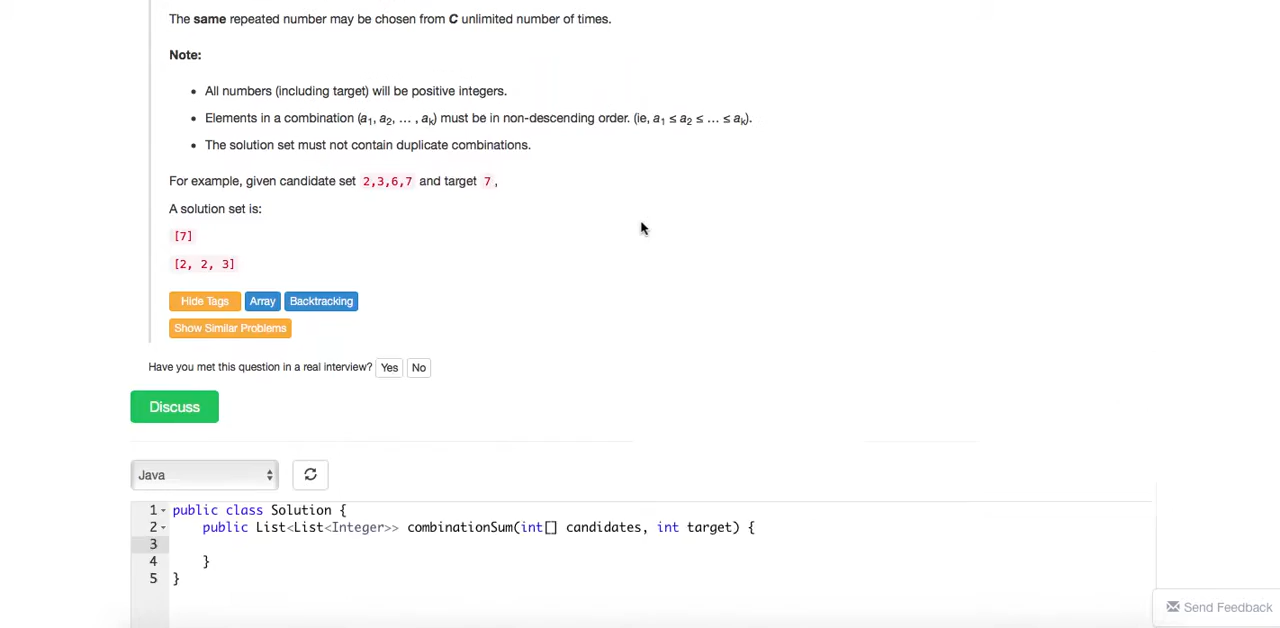 The same repeated number may be chosen from C unlimited number of times.
Note:
• All numbers (including target) will be positive integers.
• Elements in a combination (a1, a2, … , ak) must be in non-descending order. (ie, a1 ≤ a2 ≤ … ≤ ak).
• The solution set must not contain duplicate combinations.
For example, given candidate set 2,3,6,7 and target 7,
A solution set is:
[7]
[2, 2, 3]
Hide Tags Array Backtracking
Show Similar Problems
Have you met this question in a real interview? Yes No
Discuss
Java
1 public class Solution {
2     public List<List<Integer>> combinationSum(int[] candidates, int target) {
3
4     }
5 }
Send Feedback